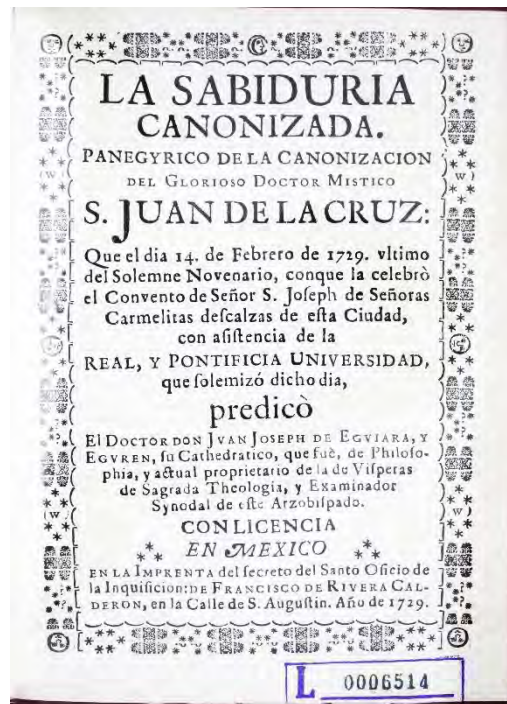 LA SABIDURIA
CANONIZADA.
PANEGYRICO DE LA CANONIZACION
DEL GLORIOSO DOCTOR MISTICO
S. JUAN DE LA CRUZ:
Que el dia 14. de Febrero de 1729. vltimo
del Solemne Novenario, conque la celebrò
el Convento de Señor S. Joſeph de Señoras
Carmelitas deſcalzas de eſta Ciudad,
con aſiſtencia de la
REAL, Y PONTIFICIA UNIVERSIDAD,
que ſolemizó dicho dia,
predicò
El DOCTOR DON JVAN JOSEPH DE EGVIARA, Y
EGVREN, ſu Cathedratico, que fuè, de Philoſo-
phia, y actual proprietario de la de Viſperas
de Sagrada Theologia, y Examinador
Synodal de eſte Arzobiſpado.
CON LICENCIA
EN MEXICO
EN LA IMPRENTA del ſecreto del Santo Oficio de
la Inquiſicion: DE FRANCISCO DE RIVERA CAL-
DERON, en la Calle de S. Auguſtin. Año de 1729.
L 0006514